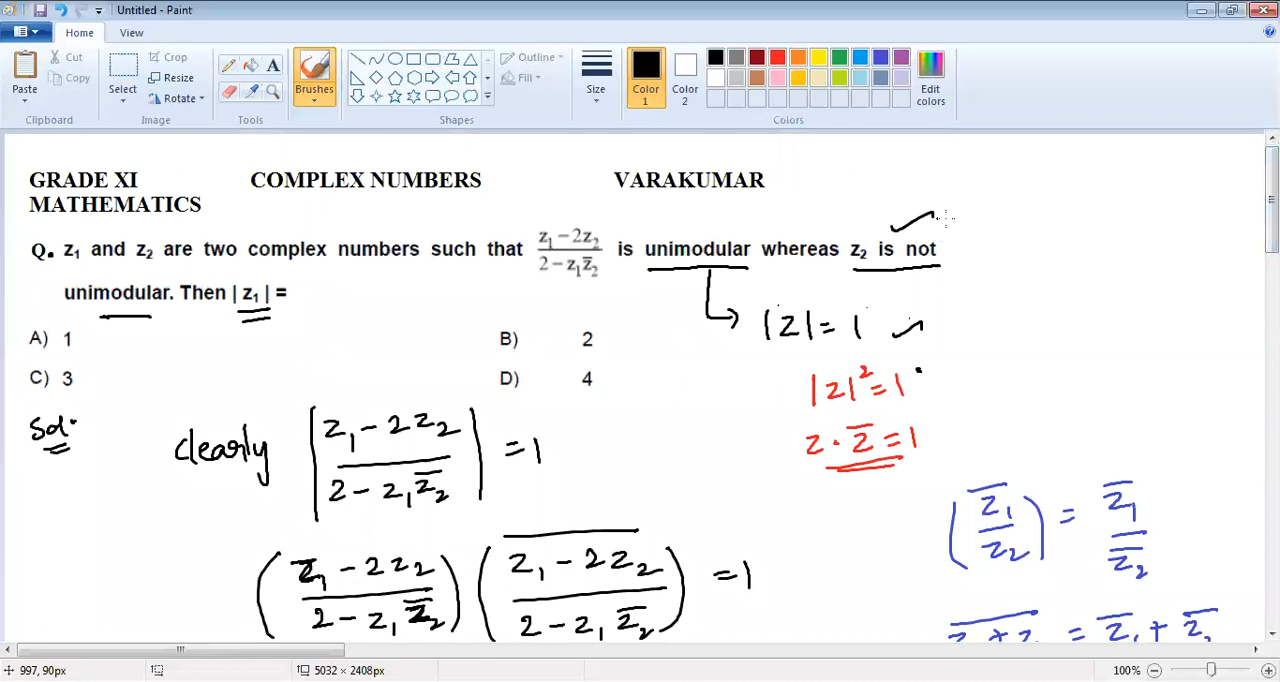 Untitled - Paint
Home View
Paste Cut Copy Select Crop Resize Rotate Brushes Outline Fill Size Color 1 Color 2 Edit colors
Clipboard Image Tools Shapes Colors
GRADE XI COMPLEX NUMBERS VARAKUMAR
MATHEMATICS
Q. z₁ and z₂ are two complex numbers such that (z₁ − 2z₂)/(2 − z₁z̅₂) is unimodular whereas z₂ is not
unimodular. Then | z₁ | =
A) 1 B) 2
C) 3 D) 4
|z| = 1
|z|² = 1
z · z̅ = 1
Sol.
clearly |(z₁ − 2z₂)/(2 − z₁z̅₂)| = 1
(z̅₁/z₂) = z̅₁/z̅₂
((z₁ − 2z₂)/(2 − z₁z̅₂)) (z̅₁ − 2z₂/(2 − z₁z̅₂)) = 1
= z̅₁ + z̅₂
997, 90px 5032 × 2408px 100%